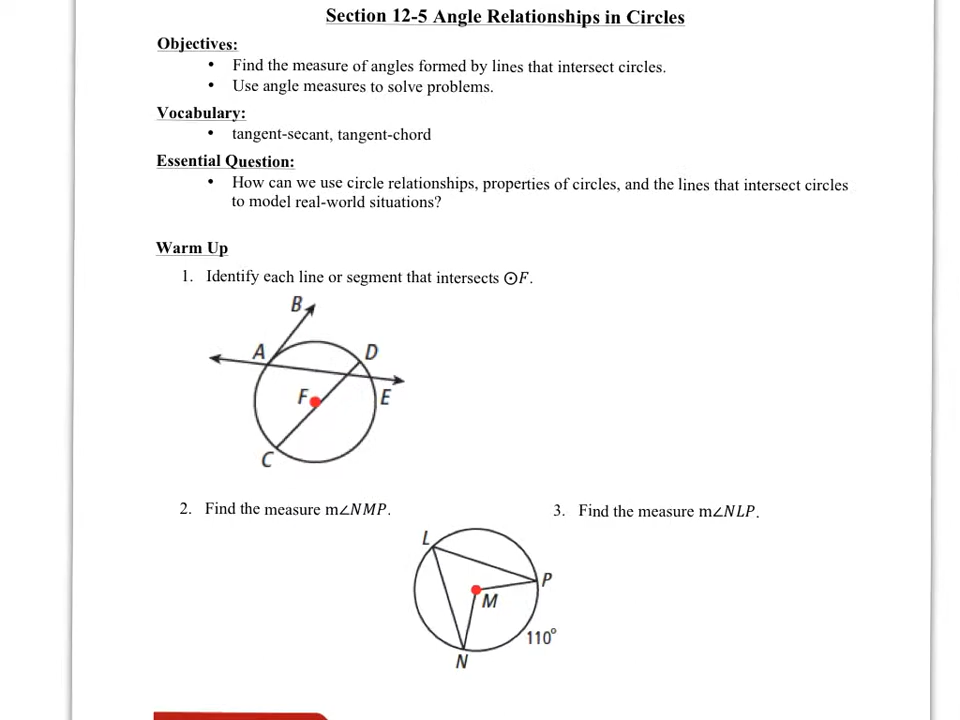 Section 12-5 Angle Relationships in Circles
Objectives:
• Find the measure of angles formed by lines that intersect circles.
• Use angle measures to solve problems.
Vocabulary:
• tangent-secant, tangent-chord
Essential Question:
• How can we use circle relationships, properties of circles, and the lines that intersect circles
to model real-world situations?
Warm Up
1. Identify each line or segment that intersects ⊙F.
B
A
D
F
E
C
2. Find the measure m∠NMP.
3. Find the measure m∠NLP.
L
P
M
110°
N